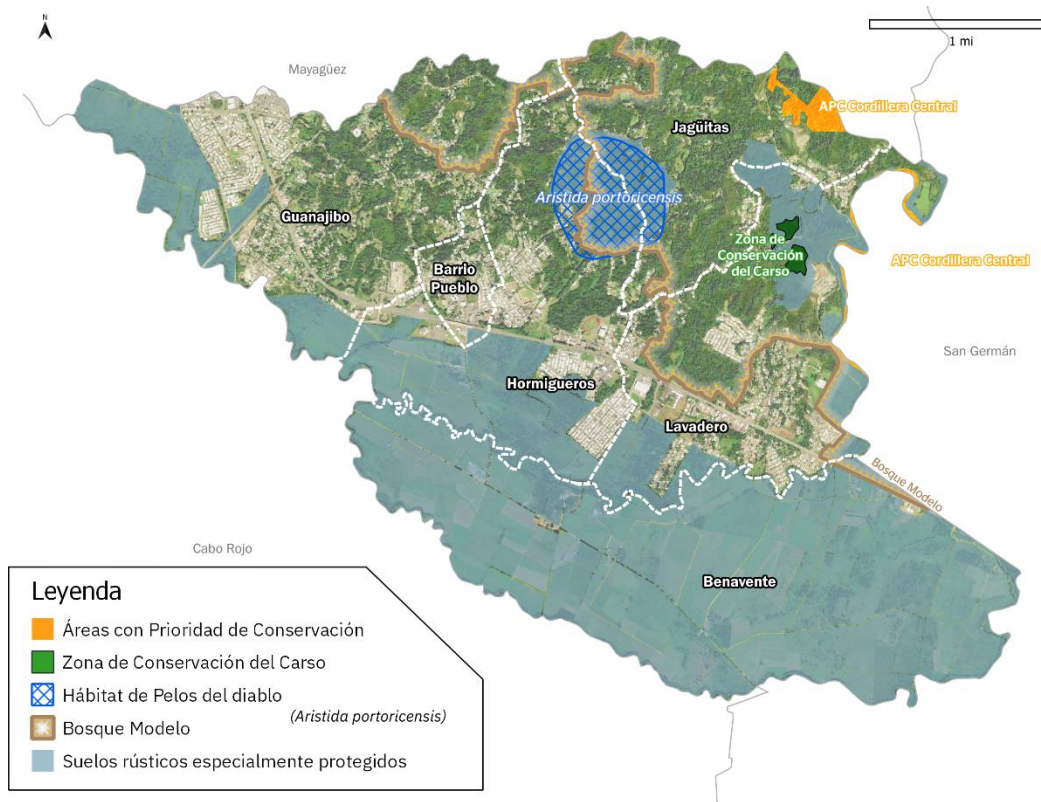 N
1 mi
Mayagüez
APC Cordillera Central
Jagüitas
Aristida portoricensis
Guanajibo
Zona de
Conservación
del Carso
APC Cordillera Central
Barrio
Pueblo
San Germán
Hormigueros
Lavadero
Bosque Modelo
Cabo Rojo
Benavente
Leyenda
Áreas con Prioridad de Conservación
Zona de Conservación del Carso
Hábitat de Pelos del diablo
(Aristida portoricensis)
Bosque Modelo
Suelos rústicos especialmente protegidos